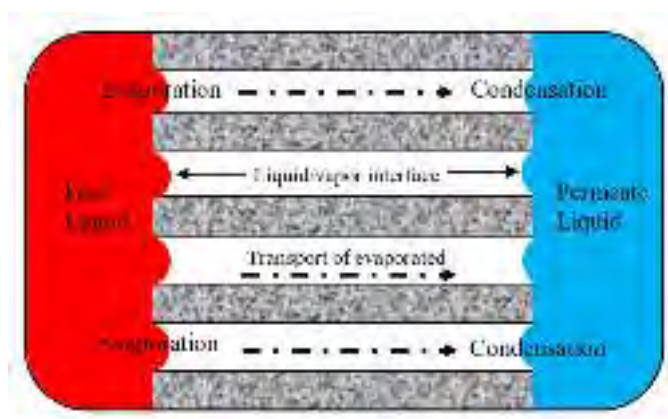 Evaporation Condensation
Liquid/vapor interface
Feed Permeate
Liquid Liquid
Transport of evaporated
Evaporation Condensation